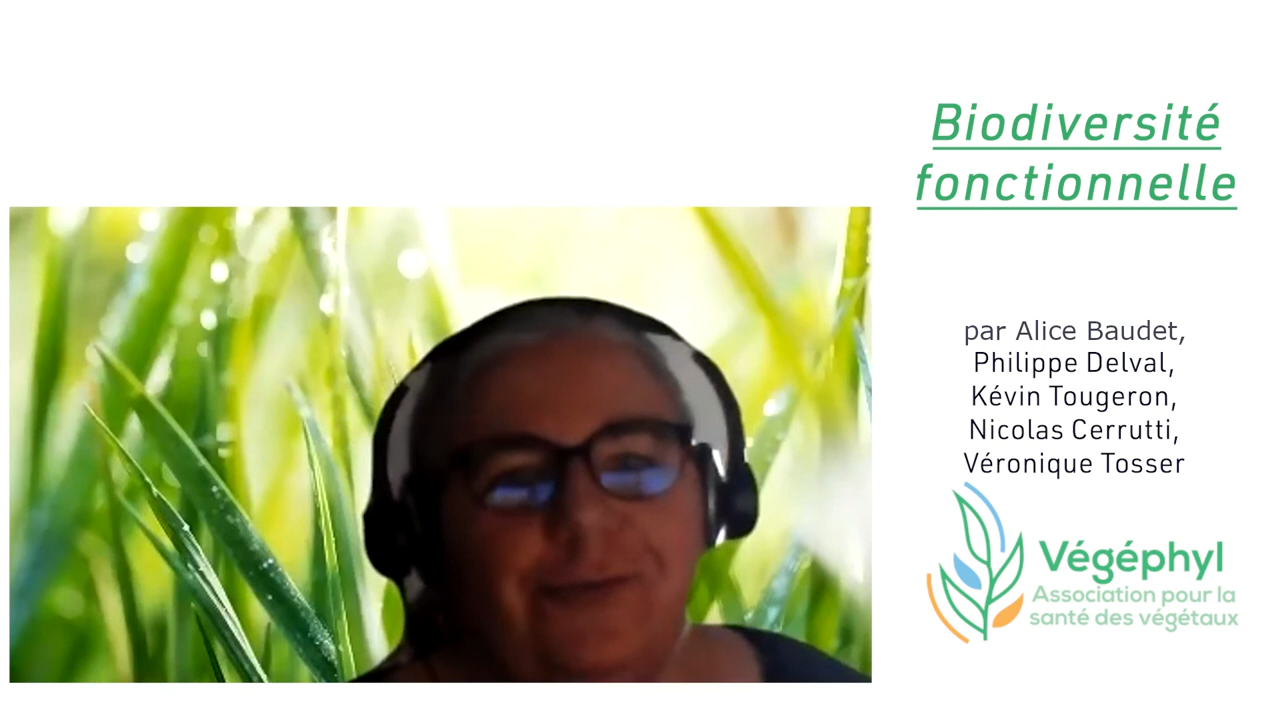 Biodiversité
fonctionnelle
par Alice Baudet,
Philippe Delval,
Kévin Tougeron,
Nicolas Cerrutti,
Véronique Tosser
Végéphyl
Association pour la
santé des végétaux